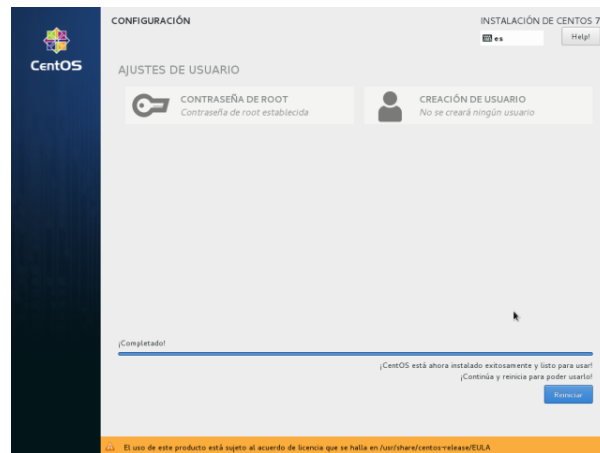 CONFIGURACIÓN
INSTALACIÓN DE CENTOS 7
es
Help!
CentOS
AJUSTES DE USUARIO
CONTRASEÑA DE ROOT
Contraseña de root establecida
CREACIÓN DE USUARIO
No se creará ningún usuario
¡Completado!
¡CentOS está ahora instalado exitosamente y listo para usar!
¡Continúa y reinicia para poder usarlo!
Reiniciar
El uso de este producto está sujeto al acuerdo de licencia que se halla en /usr/share/centos-release/EULA